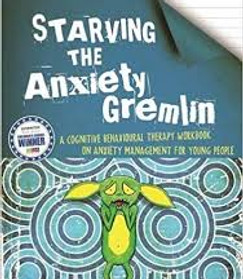 STARVING
THE
Anxiety
Gremlin
A COGNITIVE BEHAVIOURAL THERAPY WORKBOOK
ON ANXIETY MANAGEMENT FOR YOUNG PEOPLE
WINNER